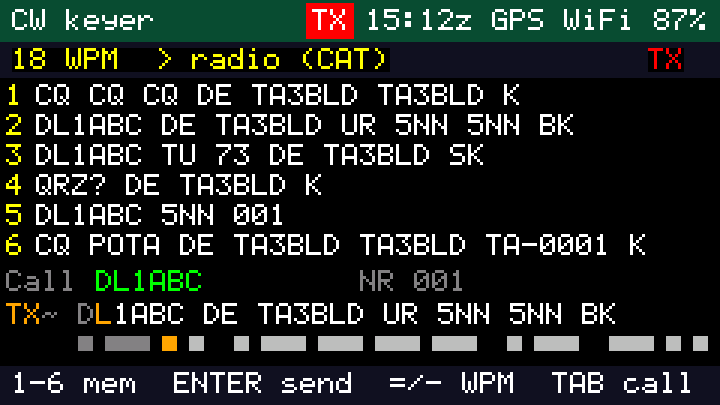 CW keyer TX 15:12z GPS WiFi 87%
18 WPM > radio (CAT) TX
1 CQ CQ CQ DE TA3BLD TA3BLD K
2 DL1ABC DE TA3BLD UR 5NN 5NN BK
3 DL1ABC TU 73 DE TA3BLD SK
4 QRZ? DE TA3BLD K
5 DL1ABC 5NN 001
6 CQ POTA DE TA3BLD TA3BLD TA-0001 K
Call DL1ABC NR 001
TX~ DL1ABC DE TA3BLD UR 5NN 5NN BK
1-6 mem ENTER send =/- WPM TAB call